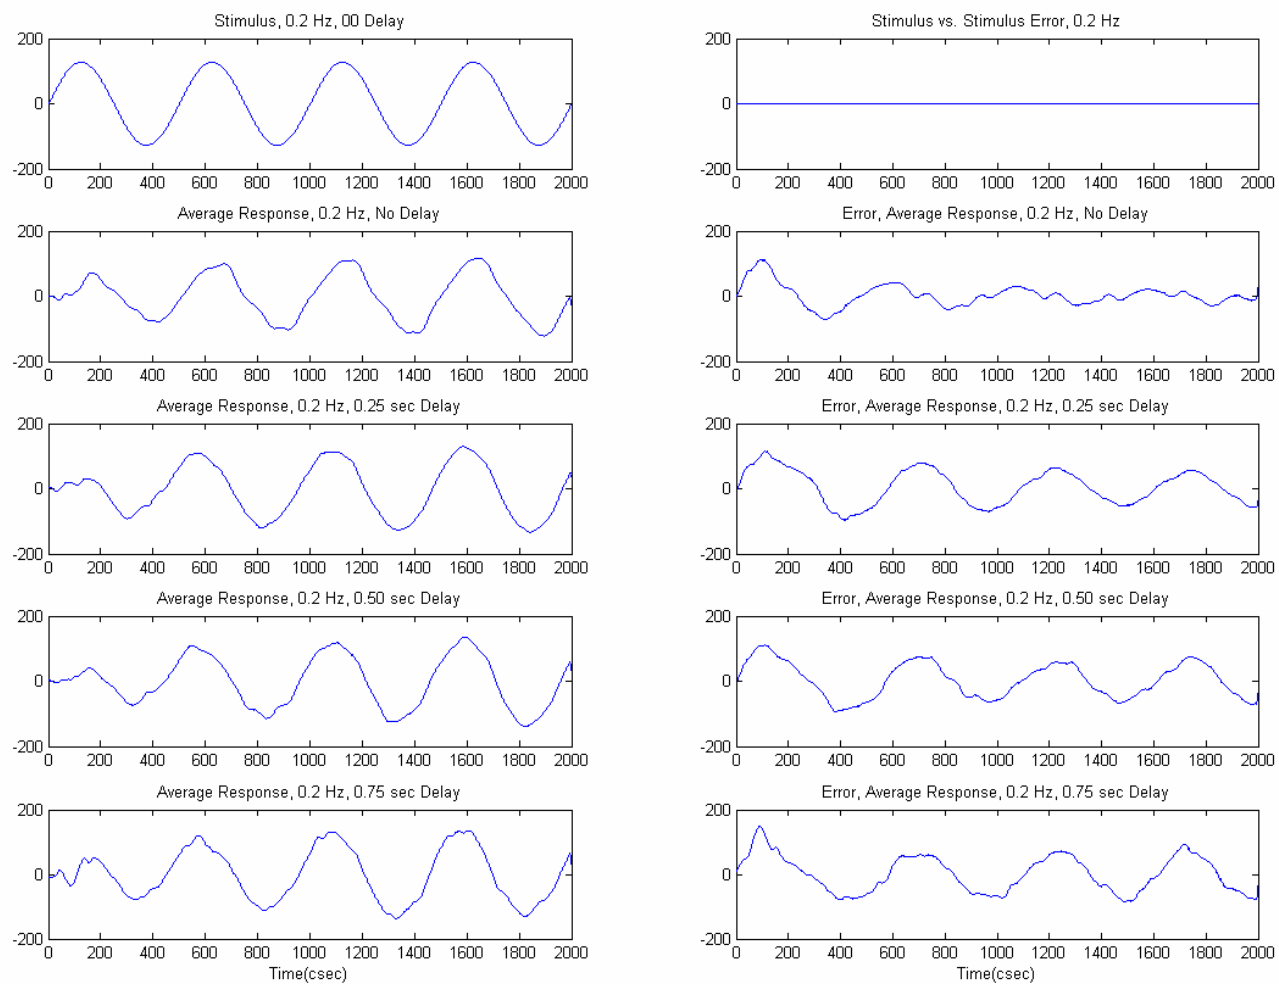 Stimulus, 0.2 Hz, 00 Delay
200
0
-200
0 200 400 600 800 1000 1200 1400 1600 1800 2000
Stimulus vs. Stimulus Error, 0.2 Hz
200
0
-200
0 200 400 600 800 1000 1200 1400 1600 1800 2000
Average Response, 0.2 Hz, No Delay
200
0
-200
0 200 400 600 800 1000 1200 1400 1600 1800 2000
Error, Average Response, 0.2 Hz, No Delay
200
0
-200
0 200 400 600 800 1000 1200 1400 1600 1800 2000
Average Response, 0.2 Hz, 0.25 sec Delay
200
0
-200
0 200 400 600 800 1000 1200 1400 1600 1800 2000
Error, Average Response, 0.2 Hz, 0.25 sec Delay
200
0
-200
0 200 400 600 800 1000 1200 1400 1600 1800 2000
Average Response, 0.2 Hz, 0.50 sec Delay
200
0
-200
0 200 400 600 800 1000 1200 1400 1600 1800 2000
Error, Average Response, 0.2 Hz, 0.50 sec Delay
200
0
-200
0 200 400 600 800 1000 1200 1400 1600 1800 2000
Average Response, 0.2 Hz, 0.75 sec Delay
200
0
-200
0 200 400 600 800 1000 1200 1400 1600 1800 2000
Time(csec)
Error, Average Response, 0.2 Hz, 0.75 sec Delay
200
0
-200
0 200 400 600 800 1000 1200 1400 1600 1800 2000
Time(csec)